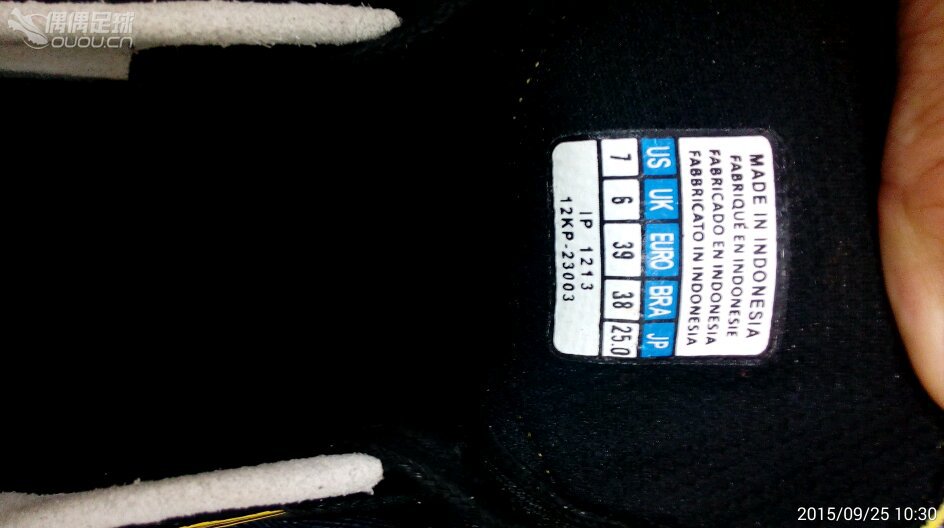 偶偶足球
OUOU.CN
MADE IN INDONESIA
FABRIQUÉ EN INDONESIE
FABRICADO EN INDONESIA
FABBRICATO IN INDONESIA
US UK EURO BRA JP
7 6 39 38 25.0
IP 1213
12KP-23003
2015/09/25 10:30